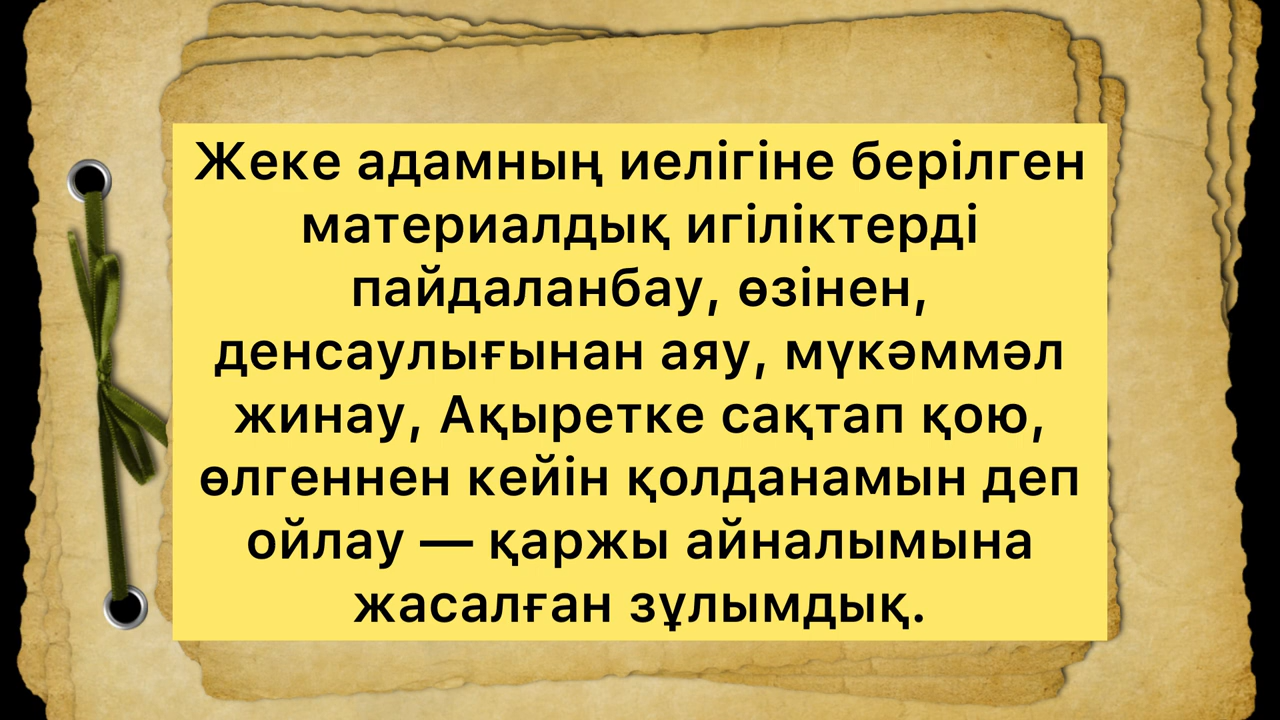 Жеке адамның иелігіне берілген
материалдық игіліктерді
пайдаланбау, өзінен,
денсаулығынан аяу, мүкәммәл
жинау, Ақыретке сақтап қою,
өлгеннен кейін қолданамын деп
ойлау — қаржы айналымына
жасалған зұлымдық.